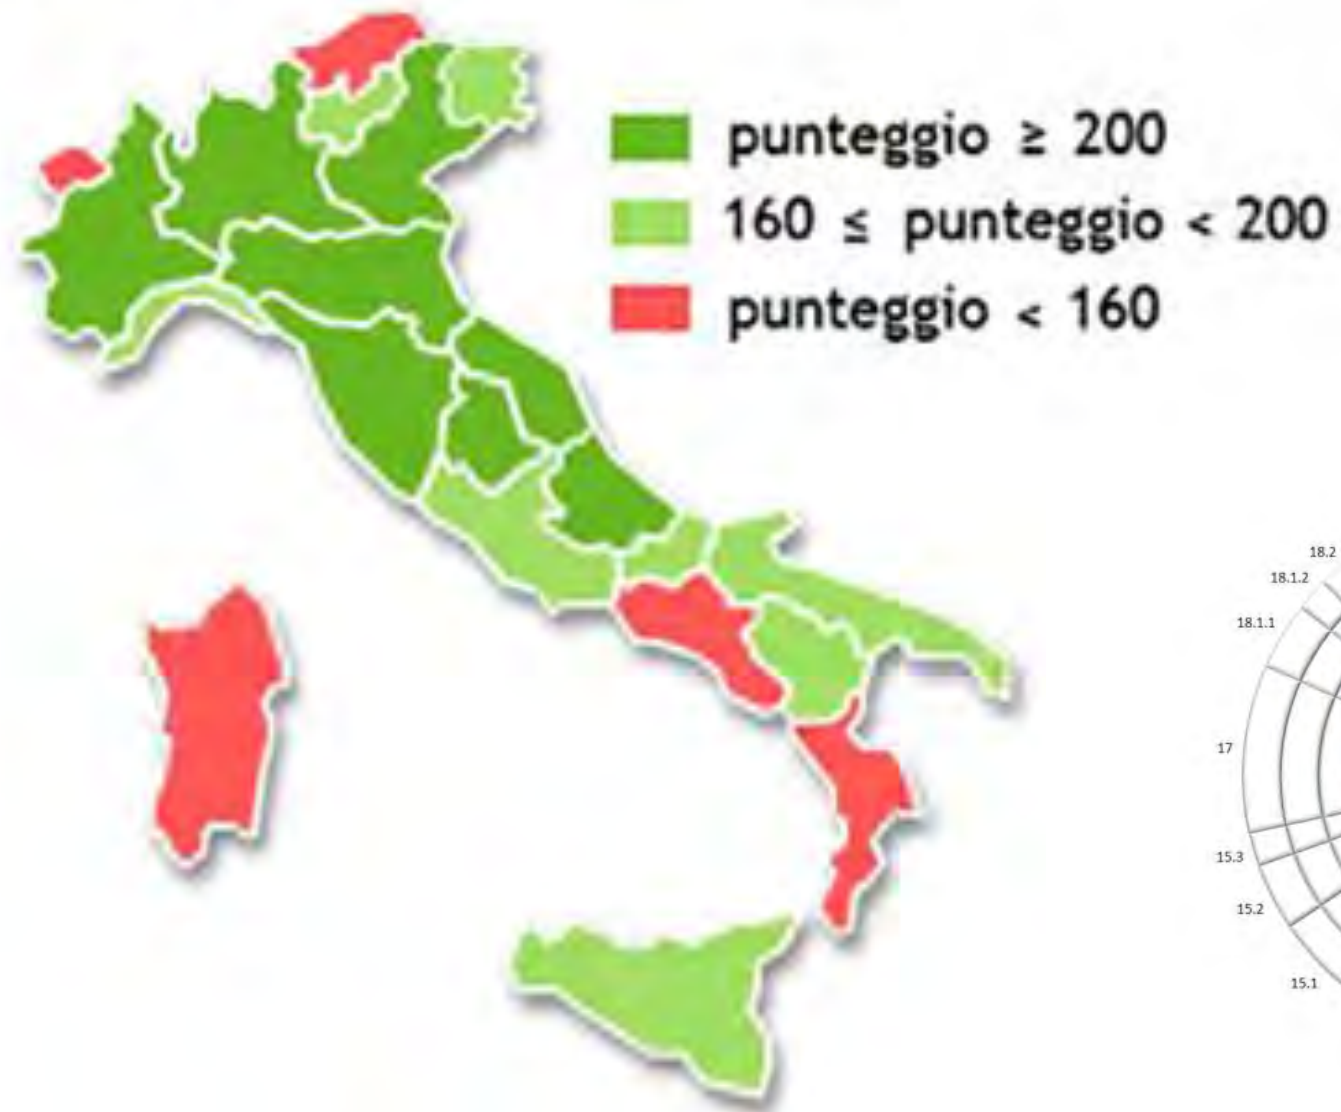 punteggio ≥ 200
160 ≤ punteggio < 200
punteggio < 160
18.2
18.1.2
18.1.1
17
15.3
15.2
15.1